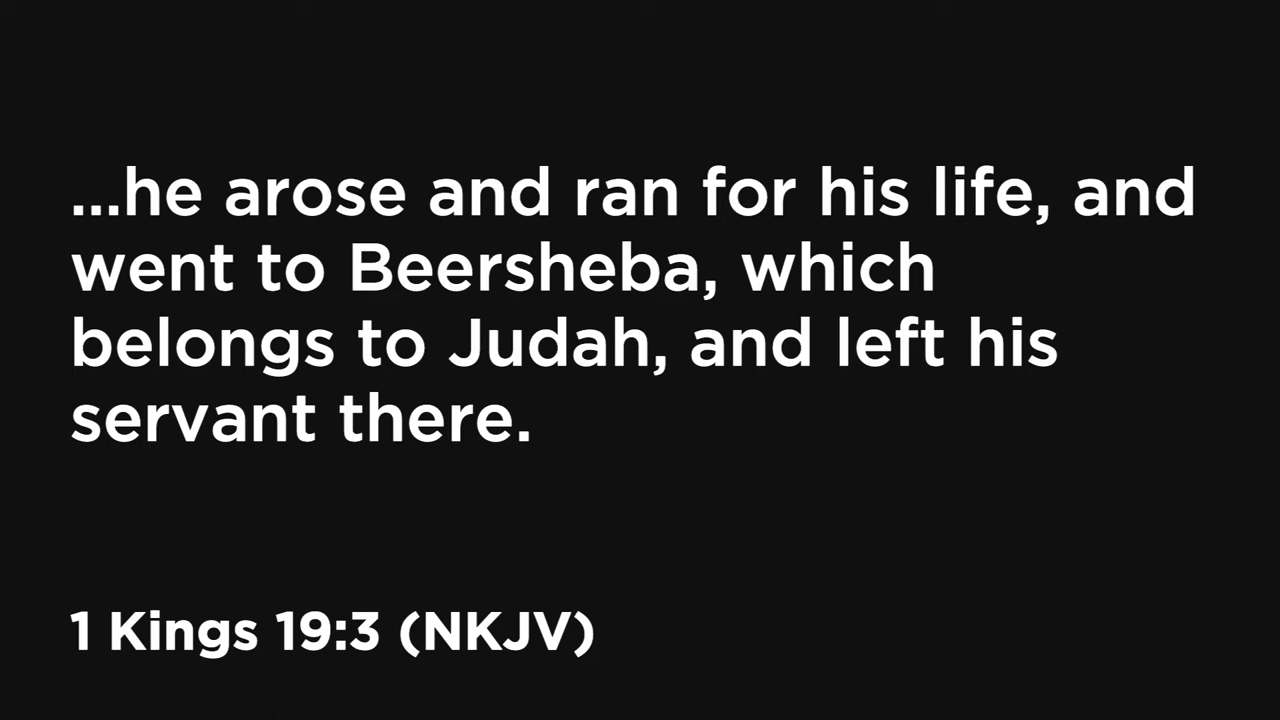 ...he arose and ran for his life, and
went to Beersheba, which
belongs to Judah, and left his
servant there.
1 Kings 19:3 (NKJV)